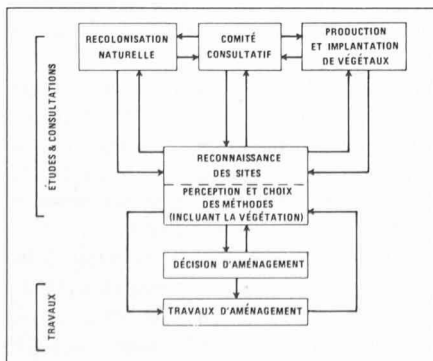 RECOLONISATION
NATURELLE
COMITÉ
CONSULTATIF
PRODUCTION
ET IMPLANTATION
DE VÉGÉTAUX
ÉTUDES & CONSULTATIONS
RECONNAISSANCE
DES SITES
PERCEPTION ET CHOIX
DES MÉTHODES
(INCLUANT LA VÉGÉTATION)
DÉCISION D'AMÉNAGEMENT
TRAVAUX
TRAVAUX D'AMÉNAGEMENT